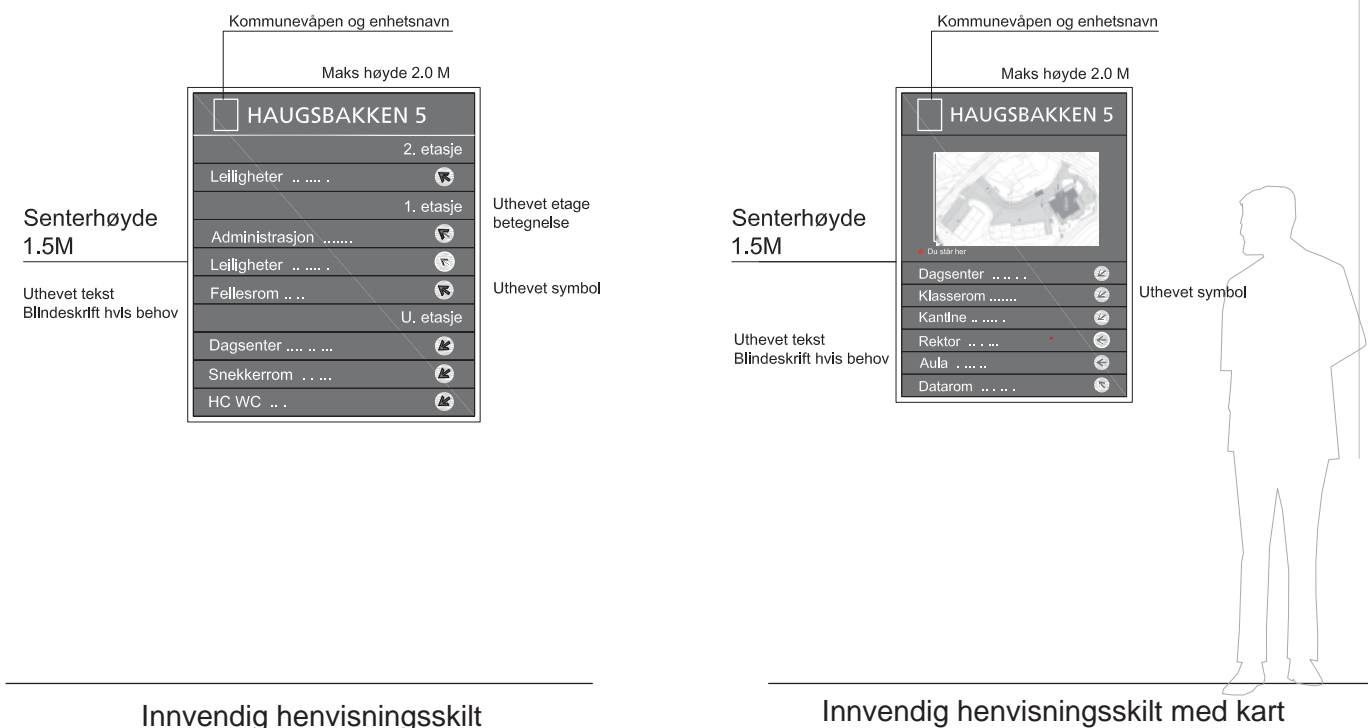 Kommunevåpen og enhetsnavn
Maks høyde 2.0 M
HAUGSBAKKEN 5
2. etasje
Leiligheter .. .... .
1. etasje
Administrasjon .......
Leiligheter .. .... .
Fellesrom .. ..
U. etasje
Dagsenter .... .. ...
Snekkerrom . . ...
HC WC .. .
Senterhøyde
1.5M
Uthevet tekst
Blindeskrift hvis behov
Uthevet etage
betegnelse
Uthevet symbol
Innvendig henvisningsskilt
Kommunevåpen og enhetsnavn
Maks høyde 2.0 M
HAUGSBAKKEN 5
Du står her
Dagsenter .. .. . .
Klasserom .......
Kantine .. .... .
Rektor .. . ...
Aula . ... ..
Datarom .. .. . .
Senterhøyde
1.5M
Uthevet tekst
Blindeskrift hvis behov
Uthevet symbol
Innvendig henvisningsskilt med kart